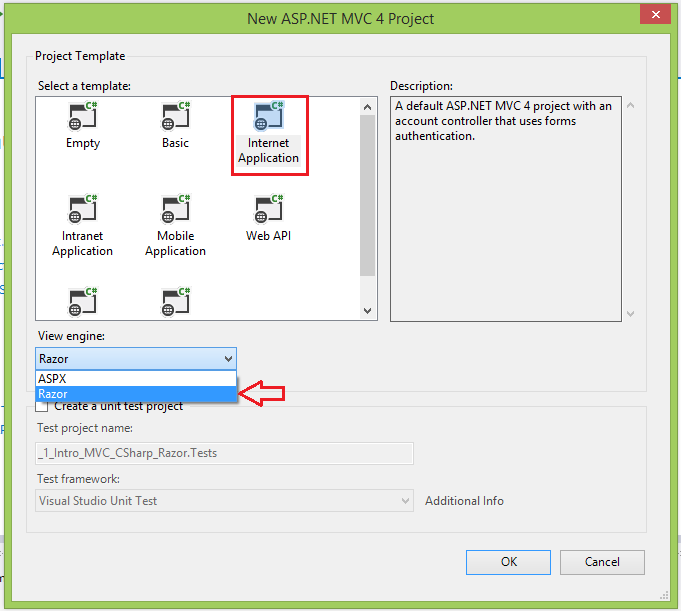 New ASP.NET MVC 4 Project
Project Template
Select a template:
Description:
C#
C#
C#
Empty
Basic
Internet
Application
A default ASP.NET MVC 4 project with an
account controller that uses forms
authentication.
C#
C#
C#
Intranet
Application
Mobile
Application
Web API
C#
C#
View engine:
Razor
ASPX
Razor
Create a unit test project
Test project name:
_1_Intro_MVC_CSharp_Razor.Tests
Test framework:
Visual Studio Unit Test
Additional Info
OK
Cancel